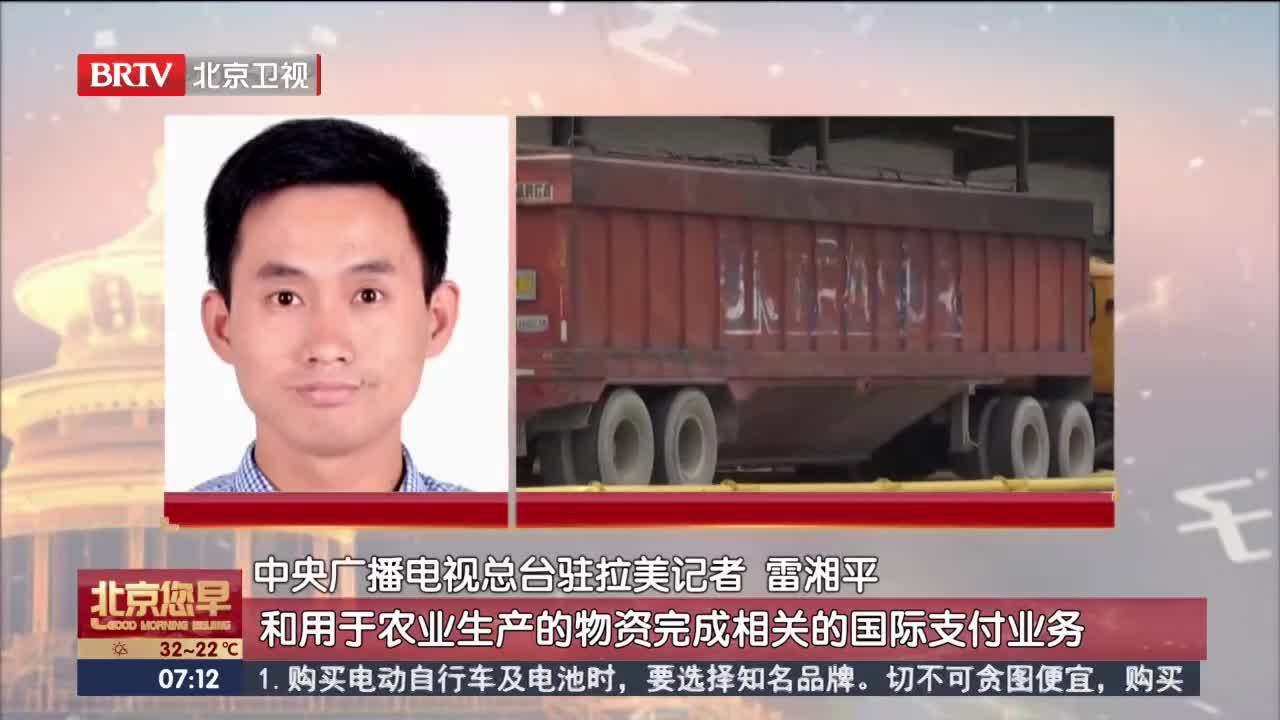 BRTV 北京卫视
ARGA
中央广播电视总台驻拉美记者 雷湘平
和用于农业生产的物资完成相关的国际支付业务
北京您早
GOOD MORNING BEIJING
32~22℃
07:12
1.购买电动自行车及电池时，要选择知名品牌。切不可贪图便宜，购买